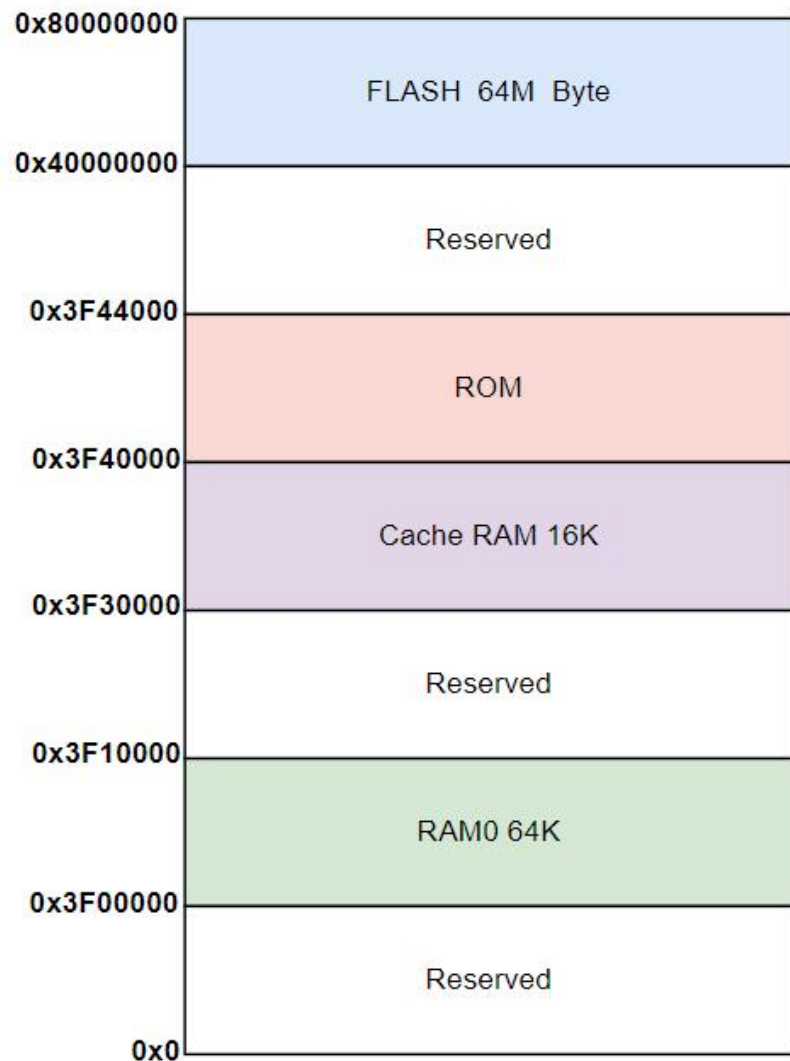 0x80000000
FLASH 64M Byte
0x40000000
Reserved
0x3F44000
ROM
0x3F40000
Cache RAM 16K
0x3F30000
Reserved
0x3F10000
RAM0 64K
0x3F00000
Reserved
0x0